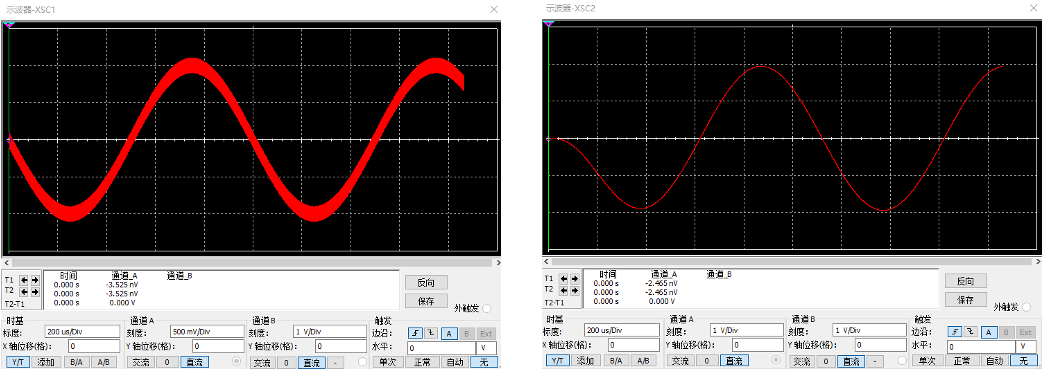 示波器-XSC1
时间 通道_A 通道_B
T1 0.000 s -3.525 mV
T2 0.000 s -3.525 mV
T2-T1 0.000 s 0.000 V
反向
保存
外触发
时基 通道A 通道B 触发
标度: 200 us/Div 刻度: 500 mV/Div 刻度: 1 V/Div 边沿: A B Ext
X 轴位移(格): 0 Y 轴位移(格): 0 Y 轴位移(格): 0 水平: 0 V
Y/T 添加 B/A A/B 交流 0 直流 交流 0 直流 - 单次 正常 自动 无
示波器-XSC2
时间 通道_A 通道_B
T1 0.000 s -2.465 mV
T2 0.000 s -2.465 mV
T2-T1 0.000 s 0.000 V
反向
保存
外触发
时基 通道A 通道B 触发
标度: 200 us/Div 刻度: 1 V/Div 刻度: 1 V/Div 边沿: A B Ext
X 轴位移(格): 0 Y 轴位移(格): 0 Y 轴位移(格): 0 水平: 0 V
Y/T 添加 B/A A/B 交流 0 直流 交流 0 直流 - 单次 正常 自动 无